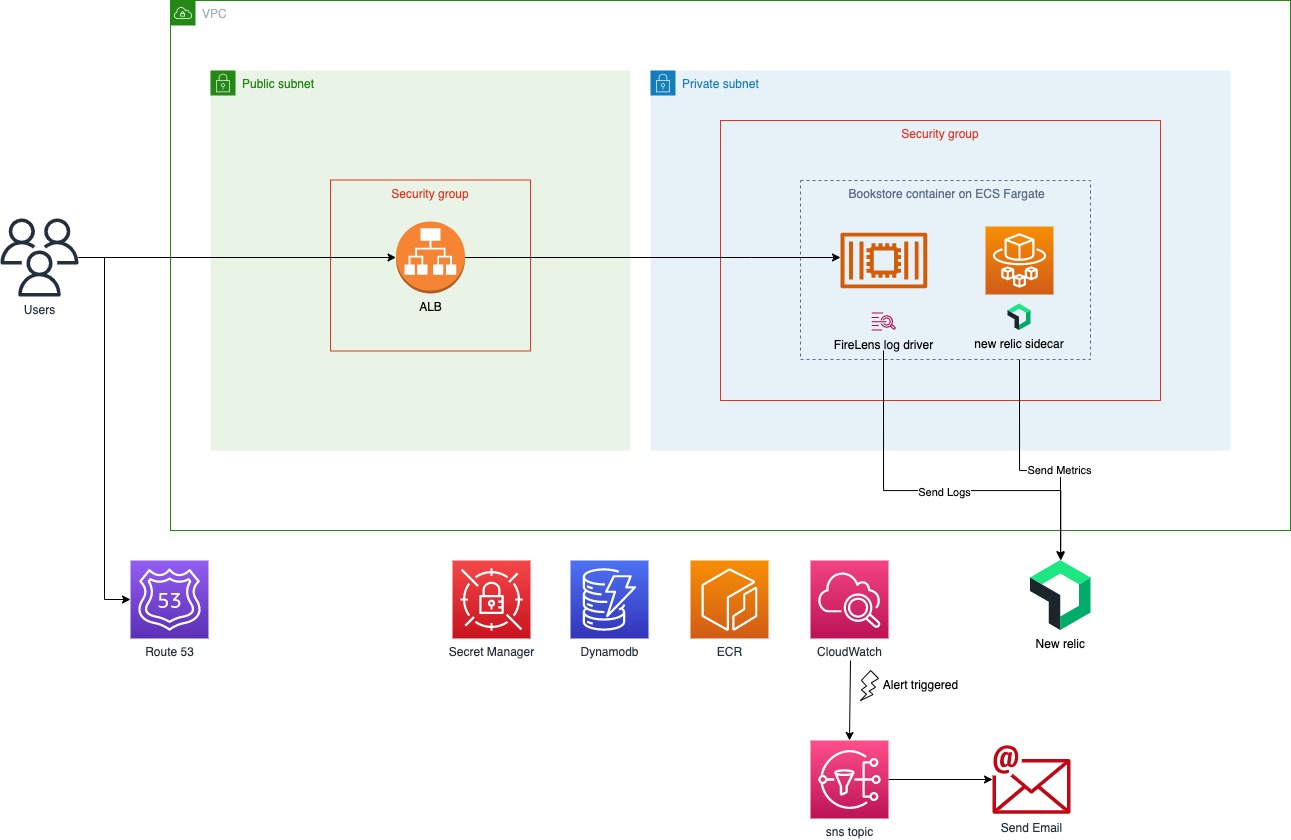 VPC
Public subnet
Private subnet
Security group
Security group
Bookstore container on ECS Fargate
Users
ALB
FireLens log driver
new relic sidecar
Send Metrics
Send Logs
53
Route 53
Secret Manager
Dynamodb
ECR
CloudWatch
New relic
Alert triggered
@
sns topic
Send Email